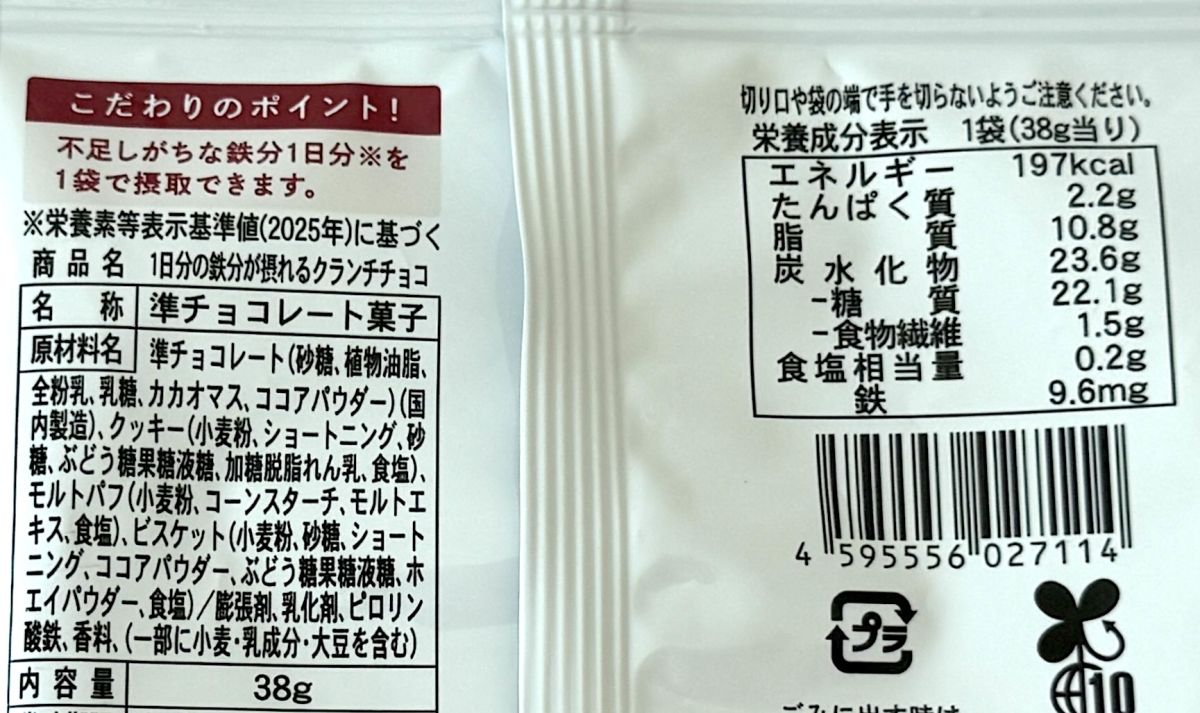 こだわりのポイント!
不足しがちな鉄分1日分※を
1袋で摂取できます。
※栄養素等表示基準値(2025年)に基づく
商品名 1日分の鉄分が摂れるクランチチョコ
名称 準チョコレート菓子
原材料名 準チョコレート(砂糖、植物油脂、
全粉乳、乳糖、カカオマス、ココアパウダー)(国
内製造)、クッキー(小麦粉、ショートニング、砂
糖、ぶどう糖果糖液糖、加糖脱脂れん乳、食塩)、
モルトパフ(小麦粉、コーンスターチ、モルトエ
キス、食塩)、ビスケット(小麦粉、砂糖、ショート
ニング、ココアパウダー、ぶどう糖果糖液糖、ホ
エイパウダー、食塩)/膨張剤、乳化剤、ピロリン
酸鉄、香料、(一部に小麦・乳成分・大豆を含む)
内容量 38g
切り口や袋の端で手を切らないようご注意ください。
栄養成分表示 1袋(38g当り)
エネルギー 197kcal
たんぱく質 2.2g
脂質 10.8g
炭水化物 23.6g
-糖質 22.1g
-食物繊維 1.5g
食塩相当量 0.2g
鉄 9.6mg
4 595556 027114
プラ
10